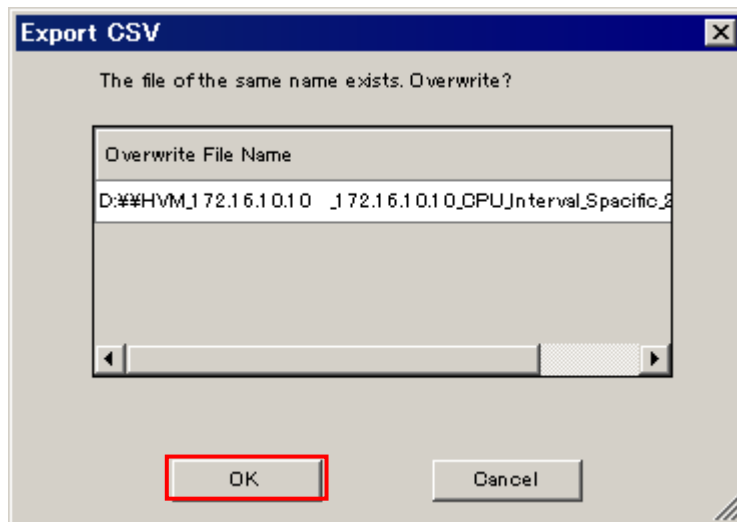 Export CSV
The file of the same name exists. Overwrite?
Overwrite File Name
D:¥¥HVM_172.16.10.10 _172.16.10.10_CPU_Interval_Spacific_2
OK
Cancel